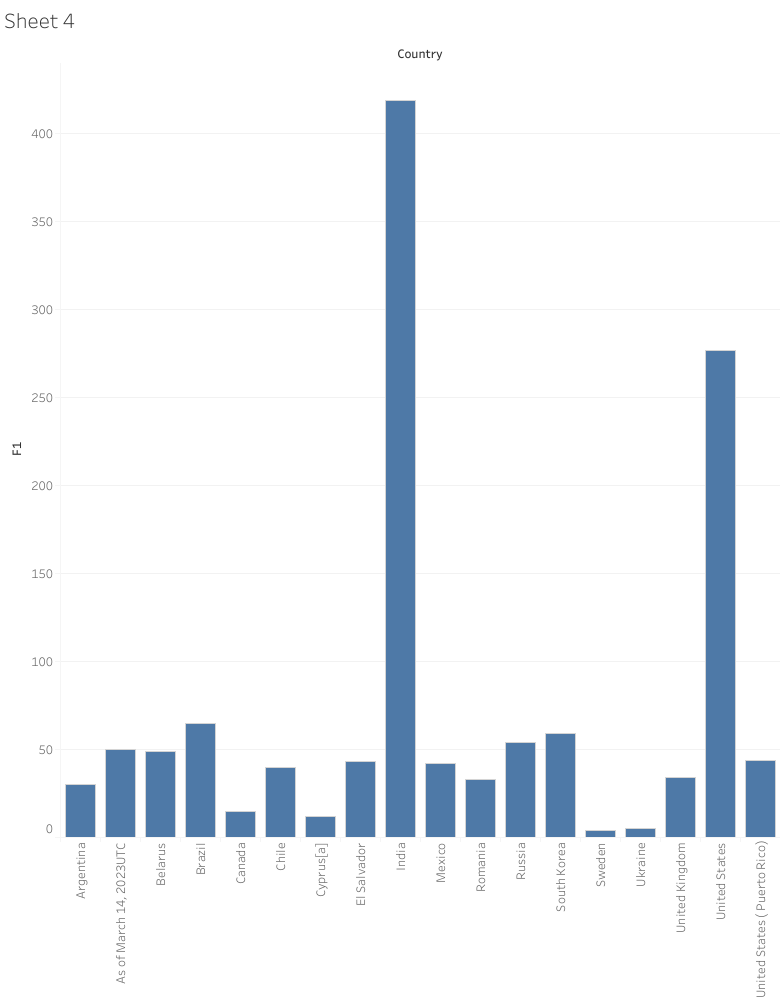 Sheet 4
Country
400
350
300
250
200
150
100
50
0
F1
Argentina
As of March 14, 2023UTC
Belarus
Brazil
Canada
Chile
Cyprus[a]
El Salvador
India
Mexico
Romania
Russia
South Korea
Sweden
Ukraine
United Kingdom
United States
United States ( Puerto Rico)